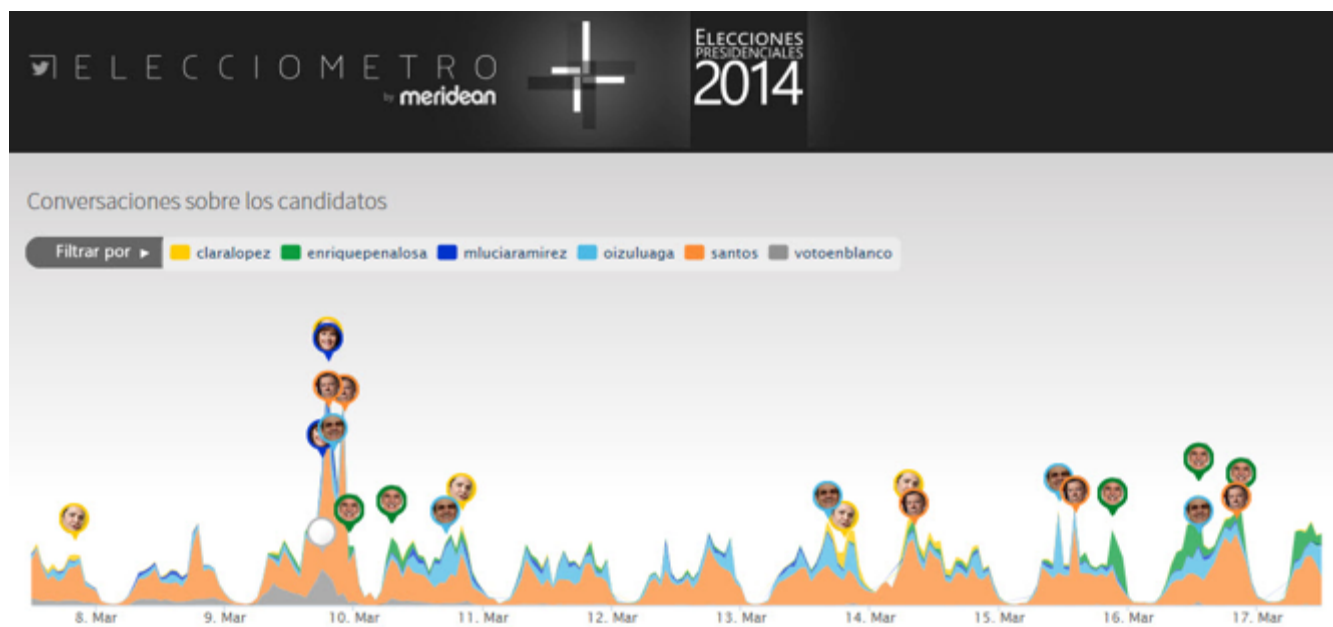 ELECCIOMETRO
by meridean
ELECCIONES
PRESIDENCIALES
2014
Conversaciones sobre los candidatos
Filtrar por ▸ claralopez enriquepenalosa mluciaramirez oizuluaga santos votoenblanco
8. Mar 9. Mar 10. Mar 11. Mar 12. Mar 13. Mar 14. Mar 15. Mar 16. Mar 17. Mar